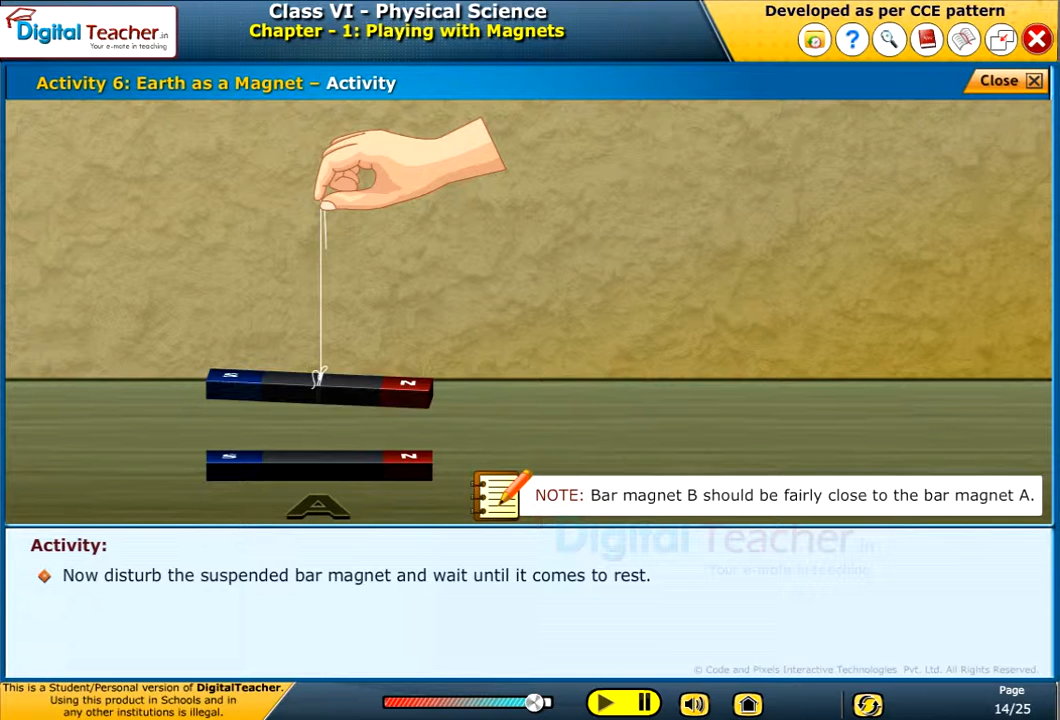 Digital Teacher.in
Your e-mate in teaching
Class VI - Physical Science
Chapter - 1: Playing with Magnets
Developed as per CCE pattern
?
Activity 6: Earth as a Magnet – Activity
Close
S
N
S
N
A
NOTE: Bar magnet B should be fairly close to the bar magnet A.
Digital Teacher.in
Your e-mate in teaching
Activity:
Now disturb the suspended bar magnet and wait until it comes to rest.
© Code and Pixels Interactive Technologies. Pvt. Ltd. All Rights Reserved.
This is a Student/Personal version of DigitalTeacher.
Using this product in Schools and in
any other institutions is illegal.
Page
14/25